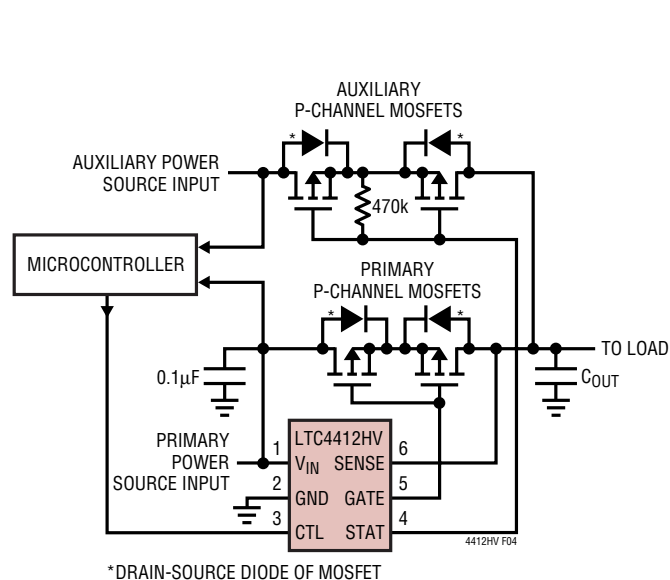 AUXILIARY
P-CHANNEL MOSFETS
*
*
AUXILIARY POWER
SOURCE INPUT
470k
MICROCONTROLLER
PRIMARY
P-CHANNEL MOSFETS
*
*
TO LOAD
0.1µF
COUT
PRIMARY
POWER
SOURCE INPUT
LTC4412HV
1
VIN
SENSE
6
2
GND
GATE
5
3
CTL
STAT
4
4412HV F04
*DRAIN-SOURCE DIODE OF MOSFET